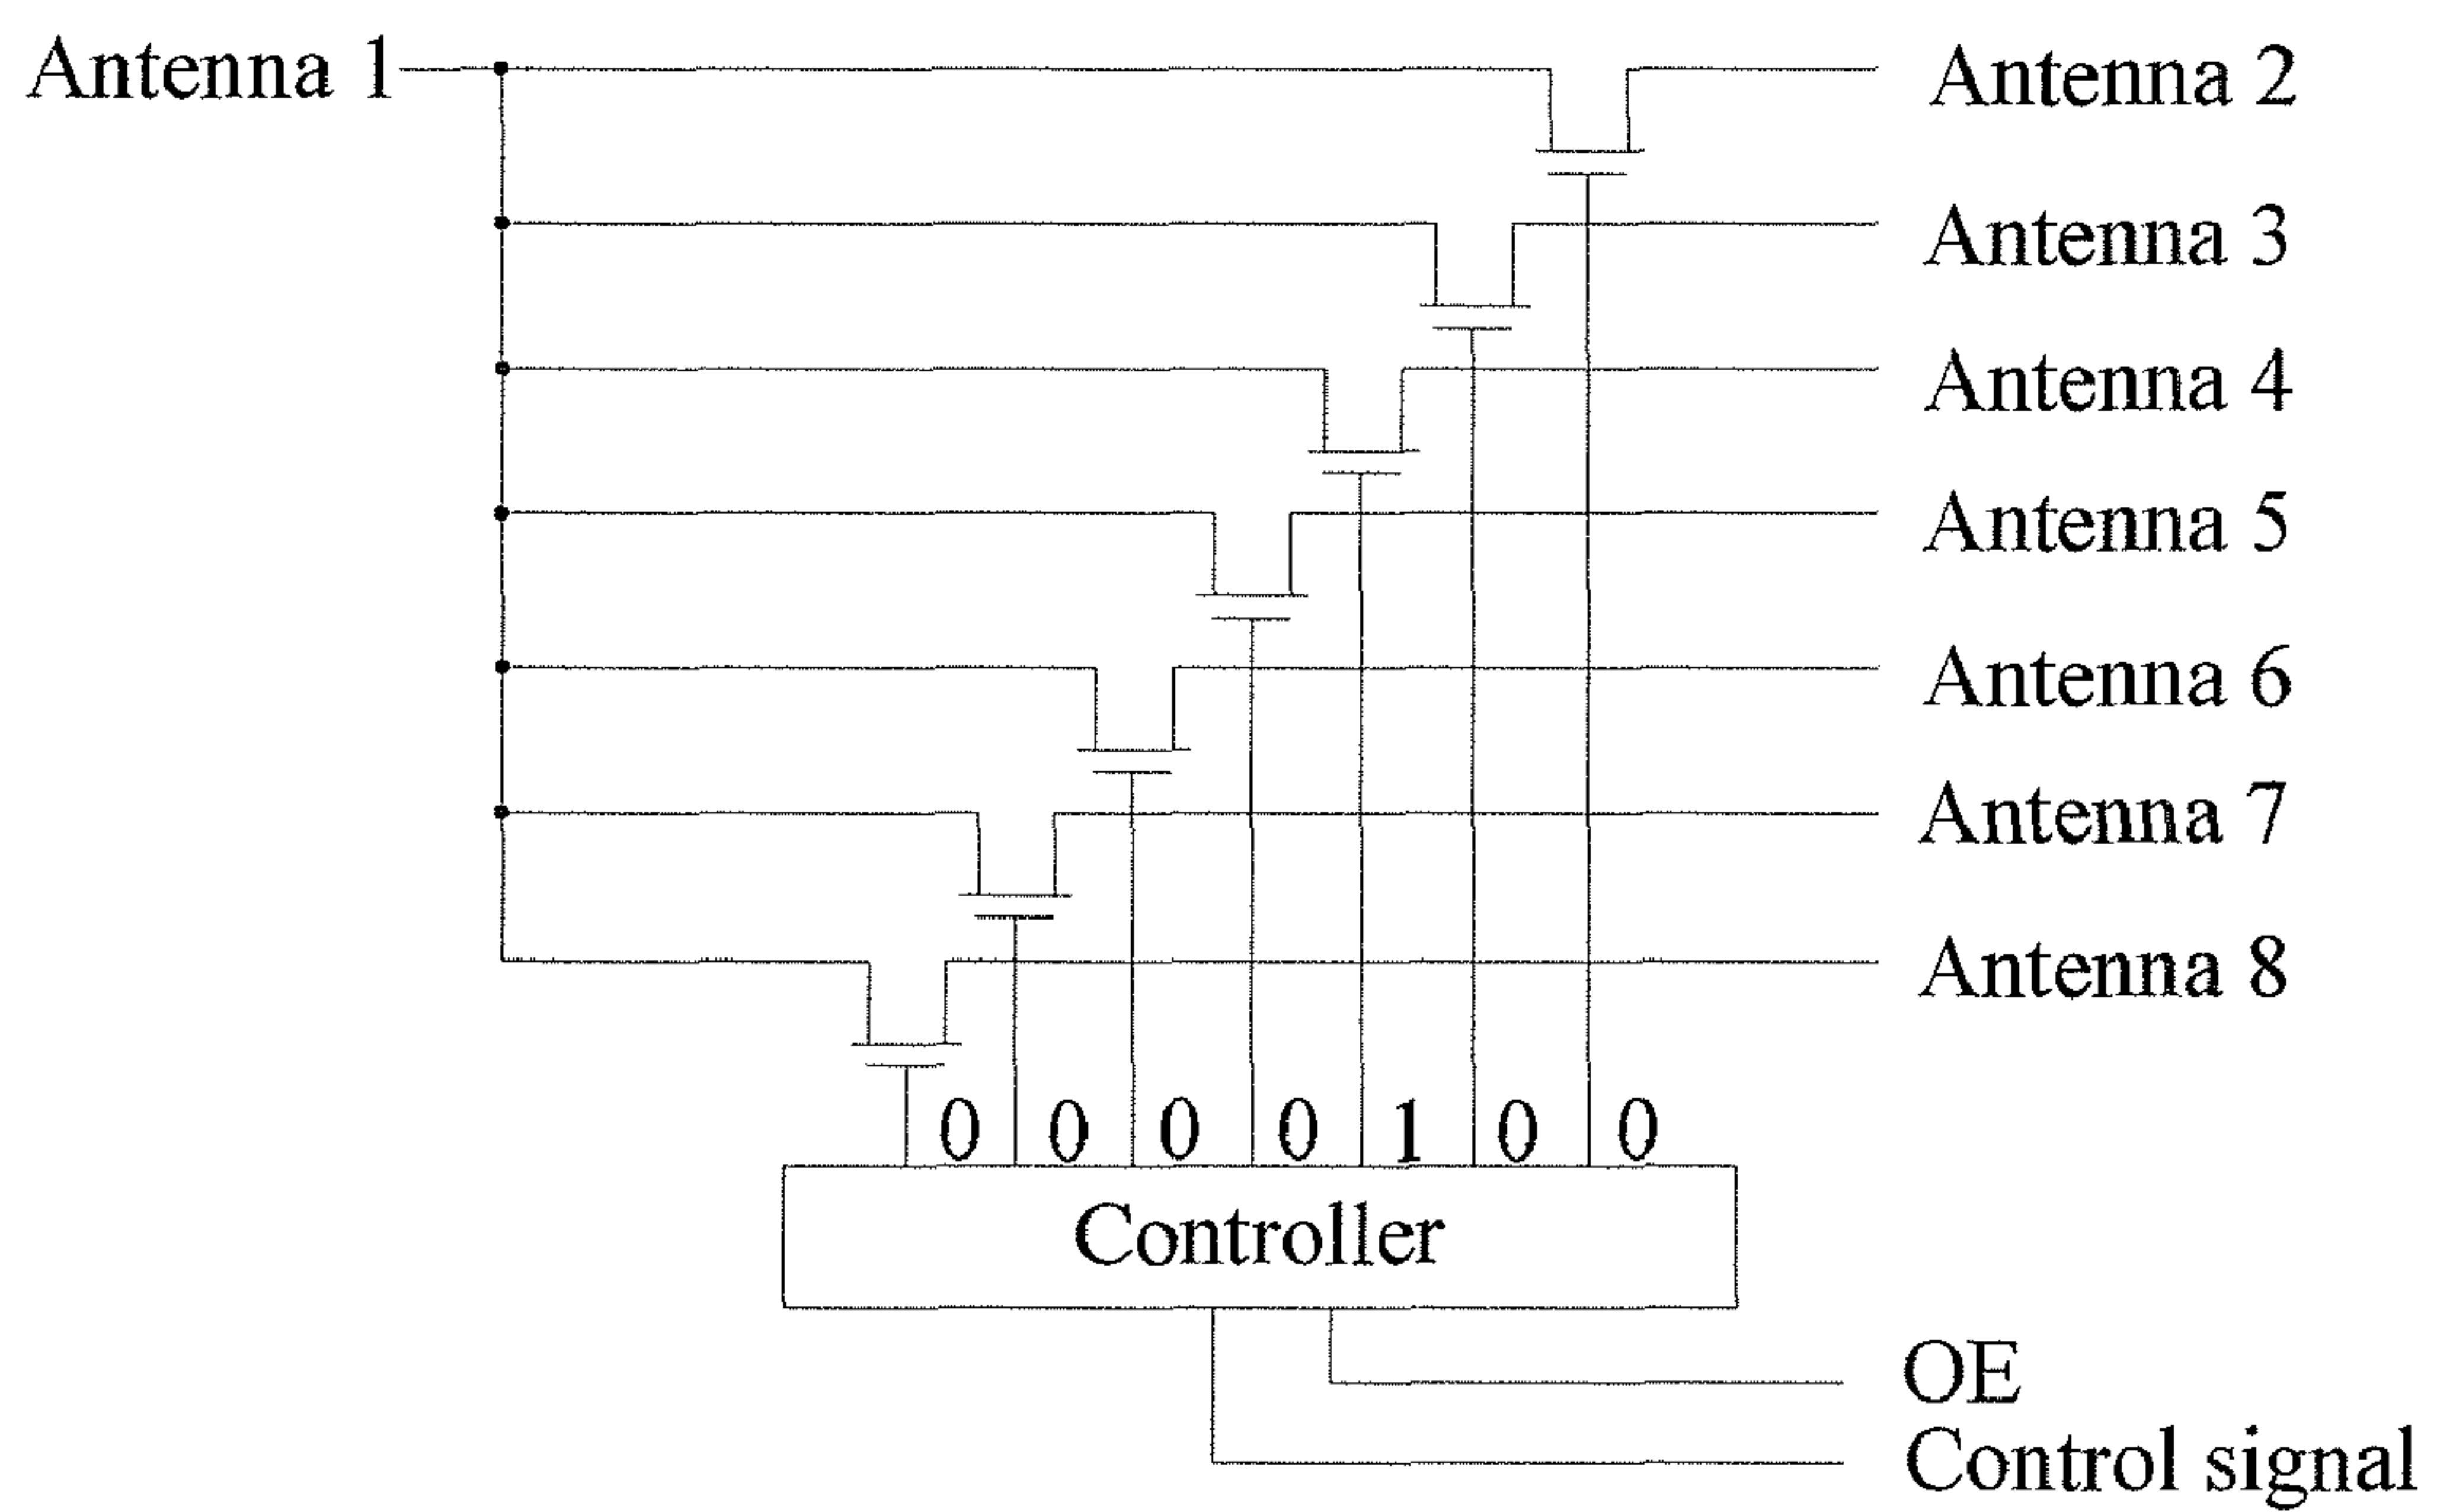 Antenna 1 Antenna 2
Antenna 3
Antenna 4
Antenna 5
Antenna 6
Antenna 7
Antenna 8
0 0 0 0 1 0 0
Controller
OE
Control signal